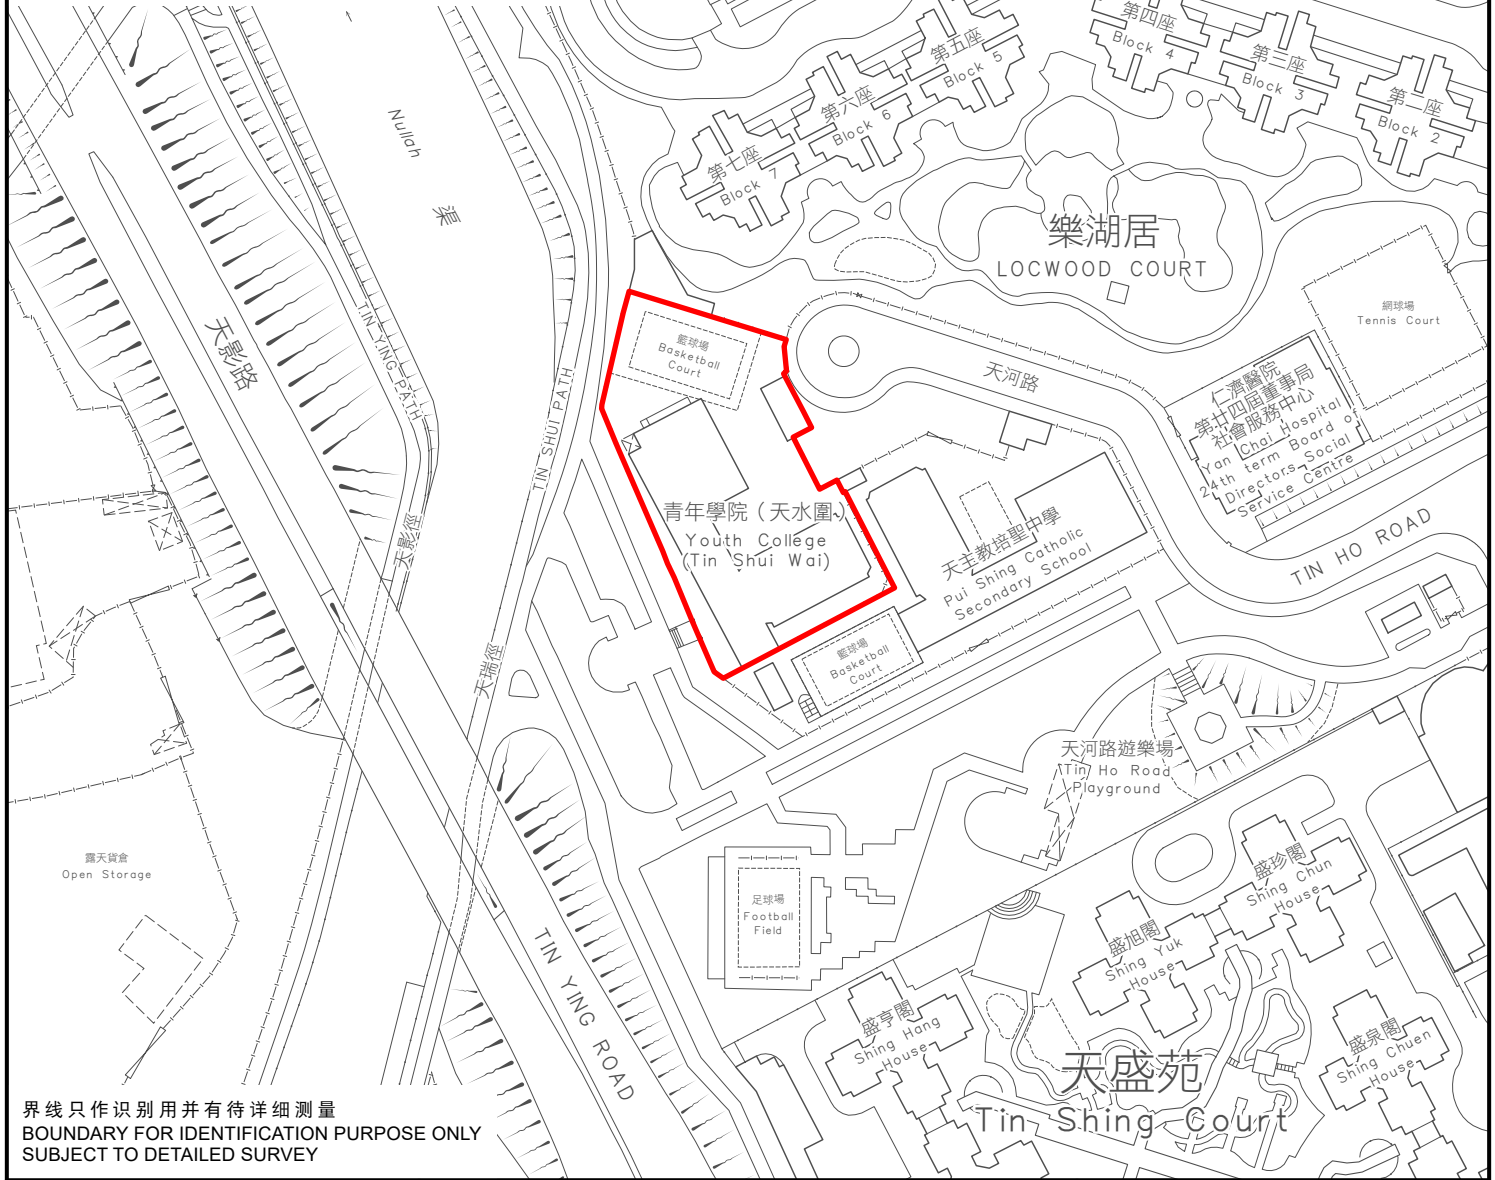 第四座
Block 4
第三座
Block 3
第二座
Block 2
第五座
Block 5
第六座
Block 6
第七座
Block 7
Nullah
渠
樂湖居
LOCWOOD COURT
網球場
Tennis Court
天影路
TIN YING PATH
天影徑
TIN SHUI PATH
天瑞徑
籃球場
Basketball
Court
天河路
仁濟醫院
第廿四屆董事局
社會服務中心
Yan Chai Hospital
24th term Board of
Directors Social
Service Centre
青年學院（天水圍）
Youth College
(Tin Shui Wai)
天主教培聖中學
Pui Shing Catholic
Secondary School
TIN HO ROAD
籃球場
Basketball
Court
天河路遊樂場
Tin Ho Road
Playground
露天貨倉
Open Storage
足球場
Football
Field
TIN YING ROAD
盛珍閣
Shing Chun
House
盛旭閣
Shing Yuk
House
盛亨閣
Shing Hang
House
盛泉閣
Shing Chuen
House
天盛苑
Tin Shing Court
界线只作识别用并有待详细测量
BOUNDARY FOR IDENTIFICATION PURPOSE ONLY
SUBJECT TO DETAILED SURVEY